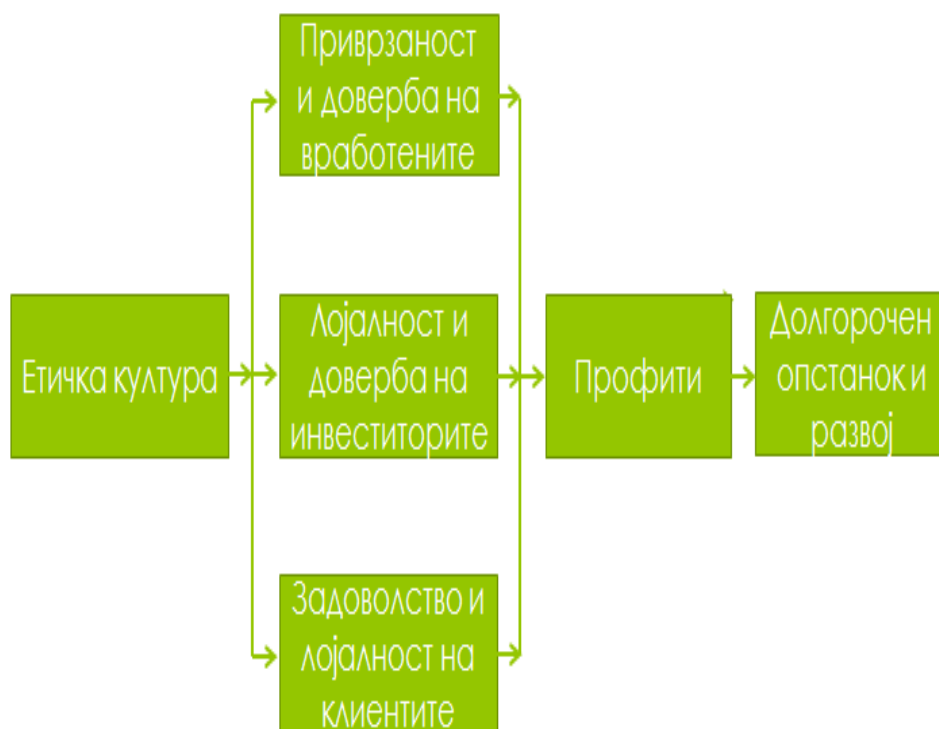 Приврзаност
и доверба на
вработените
Етичка култура
Лојалност и
доверба на
инвеститорите
Профити
Долгорочен
опстанок и
развој
Задоволство и
лојалност на
клиентите